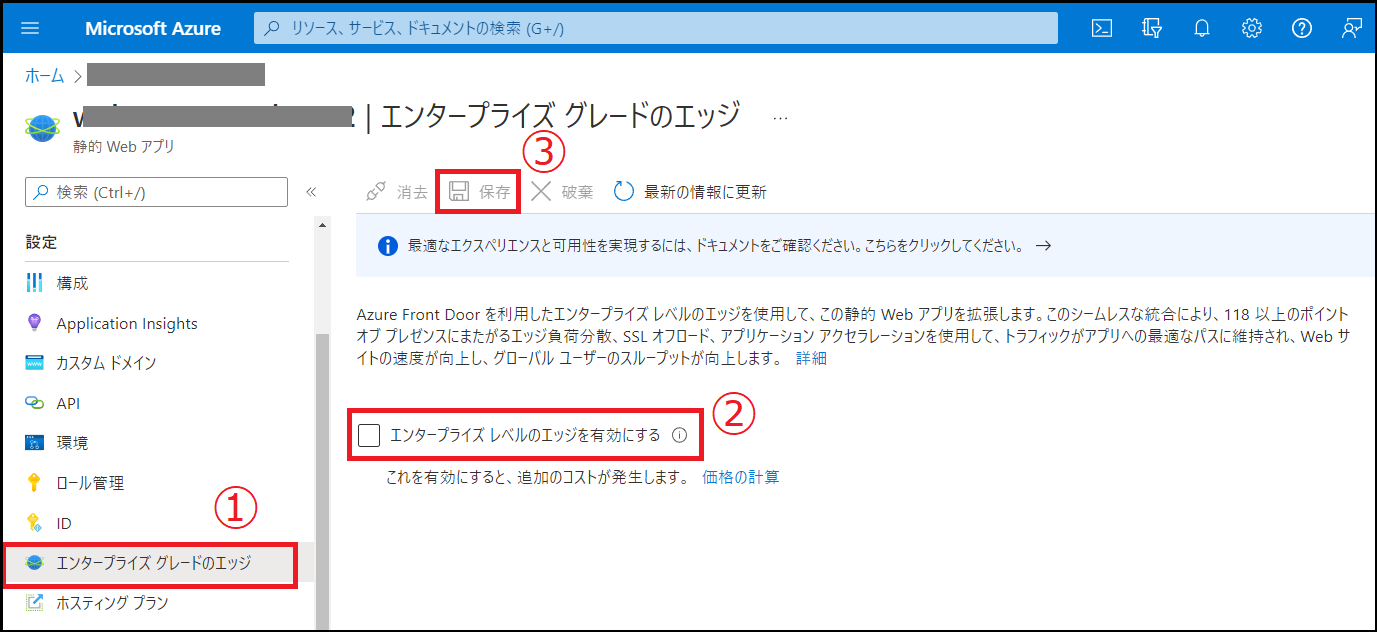 Microsoft Azure
リソース、サービス、ドキュメントの検索 (G+/)
ホーム >
| エンタープライズ グレードのエッジ ...
静的 Web アプリ
③
検索 (Ctrl+/) «
消去 保存 破棄 最新の情報に更新
設定
最適なエクスペリエンスと可用性を実現するには、ドキュメントをご確認ください。こちらをクリックしてください。 →
構成
Application Insights
カスタム ドメイン
API
環境
ロール管理
ID
①
エンタープライズ グレードのエッジ
ホスティング プラン
Azure Front Door を利用したエンタープライズ レベルのエッジを使用して、この静的 Web アプリを拡張します。このシームレスな統合により、118 以上のポイント
オブ プレゼンスにまたがるエッジ負荷分散、SSL オフロード、アプリケーション アクセラレーションを使用して、トラフィックがアプリへの最適なパスに維持され、Web サ
イトの速度が向上し、グローバル ユーザーのスループットが向上します。 詳細
②
エンタープライズ レベルのエッジを有効にする
これを有効にすると、追加のコストが発生します。 価格の計算